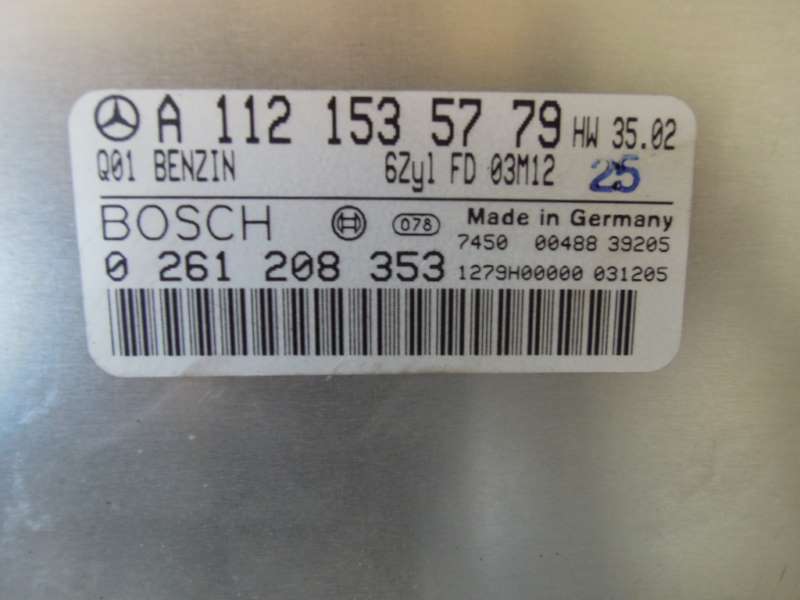 A 112 153 57 79 HW 35.02
Q01 BENZIN 6Zyl FD 03M12 25
BOSCH 078 Made in Germany
7450 00488 39205
0 261 208 353 1279H00000 031205